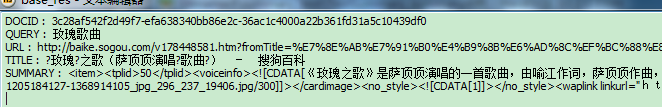 base_res - 文本编辑器
DOCID: 3c28af542f2d49f7-efa638340bb86e2c-36ac1c4000a22b361fd31a5c10439df0
QUERY: 玫瑰歌曲
URL: http://baike.sogou.com/v178448581.htm?fromTitle=%E7%8E%AB%E7%91%B0%E4%B9%8B%E6%AD%8C%EF%BC%88%E8
TITLE: ?玫瑰?之歌（萨顶顶演唱?歌曲?） - 搜狗百科
SUMMARY: <item><tplid>50</tplid><voiceinfo><![CDATA[《玫瑰之歌》是萨顶顶演唱的一首歌曲，由喻江作词，萨顶顶作曲，
1205184127-1368914105_jpg_296_237_19406.jpg/300]]></cardimage><no_style><![CDATA[1]]></no_style><waplink linkurl="ht